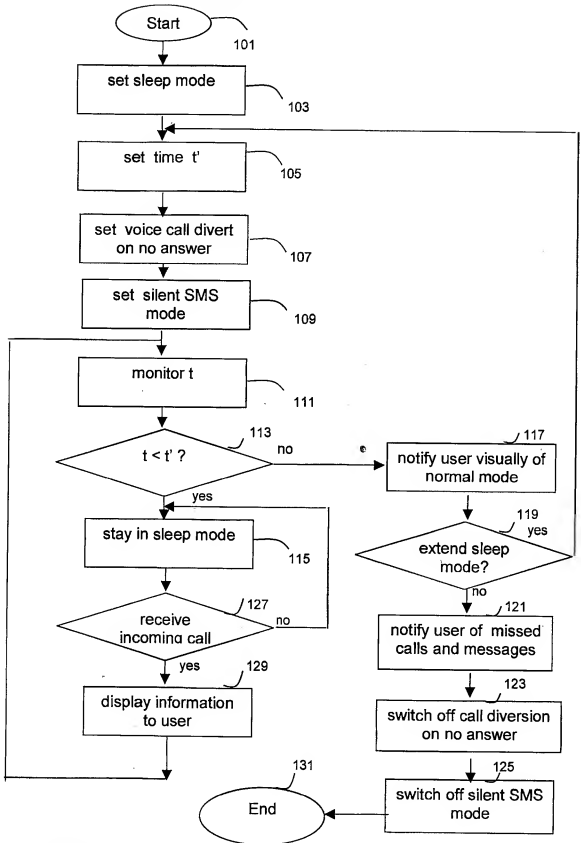 Start
101
set sleep mode
103
set time t'
105
set voice call divert
on no answer
107
set silent SMS
mode
109
monitor t
111
113
t < t' ?
no
yes
117
notify user visually of
normal mode
stay in sleep mode
115
119
yes
extend sleep
mode?
no
127
receive
incoming call
no
yes
121
notify user of missed
calls and messages
129
display information
to user
123
switch off call diversion
on no answer
125
switch off silent SMS
mode
131
End